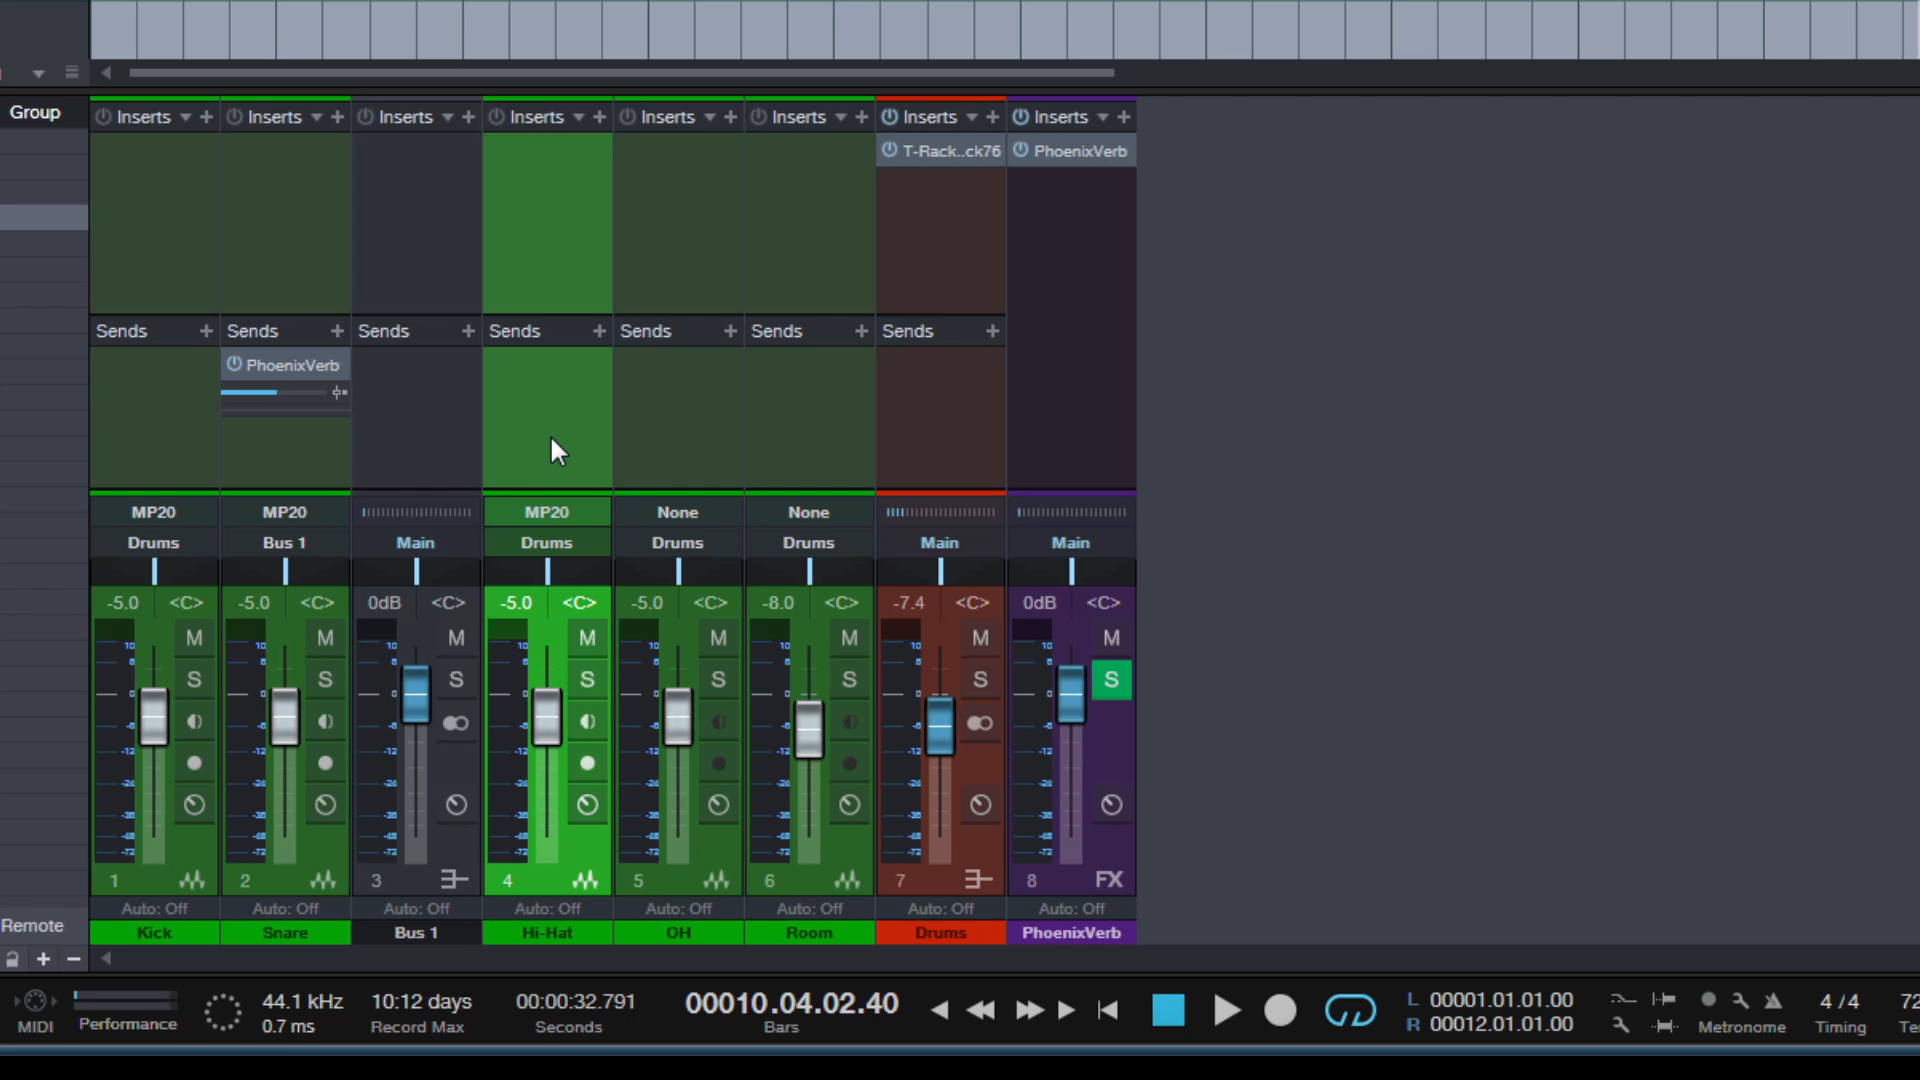 Group
Inserts Inserts Inserts Inserts Inserts Inserts Inserts Inserts
T-Rack..ck76 PhoenixVerb
Sends Sends Sends Sends Sends Sends Sends
PhoenixVerb
MP20 MP20 MP20 None None
Drums Bus 1 Main Drums Drums Drums Main Main
-5.0 <C> -5.0 <C> 0dB <C> -5.0 <C> -5.0 <C> -8.0 <C> -7.4 <C> 0dB <C>
M M M M M M M M
S S S S S S S S
1 2 3 4 5 6 7 8 FX
Auto: Off Auto: Off Auto: Off Auto: Off Auto: Off Auto: Off Auto: Off Auto: Off
Remote Kick Snare Bus 1 Hi-Hat OH Room Drums PhoenixVerb
44.1 kHz 10:12 days 00:00:32.791 00010.04.02.40 L 00001.01.01.00 4 / 4 72
MIDI Performance 0.7 ms Record Max Seconds Bars R 00012.01.01.00 Metronome Timing Te